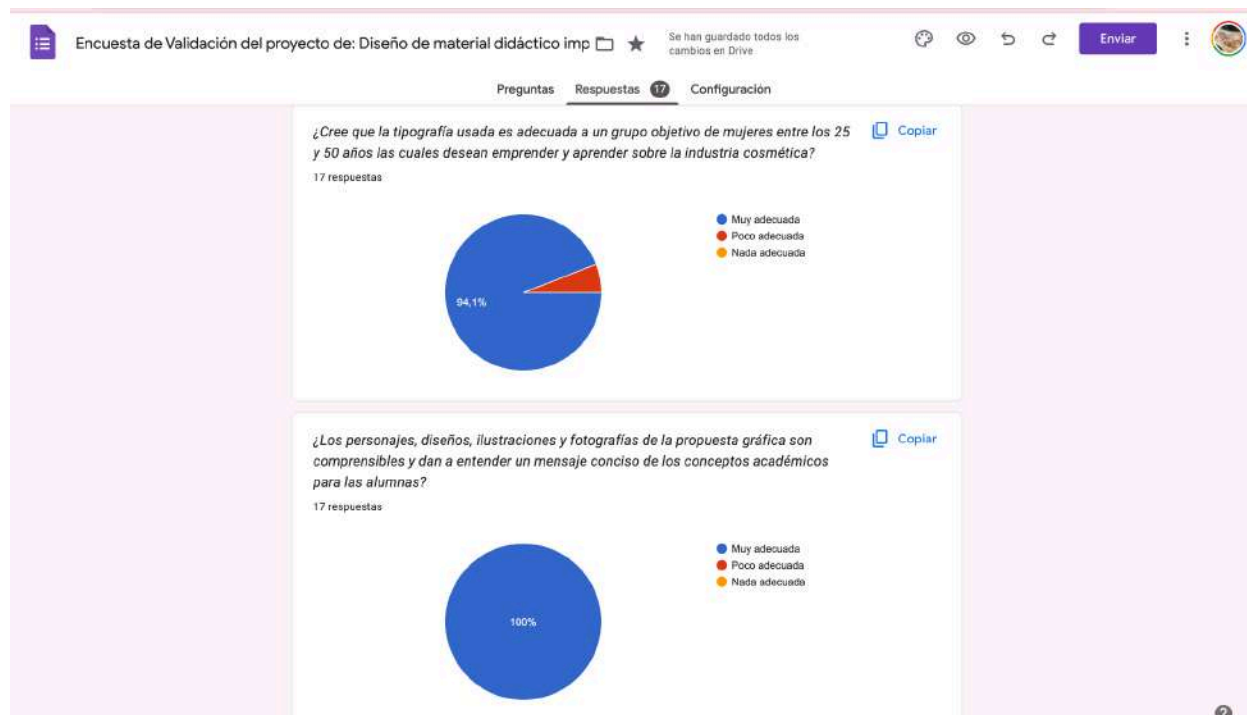 Encuesta de Validación del proyecto de: Diseño de material didáctico imp
Se han guardado todos los
cambios en Drive
Enviar
Preguntas Respuestas 17 Configuración
¿Cree que la tipografía usada es adecuada a un grupo objetivo de mujeres entre los 25
y 50 años las cuales desean emprender y aprender sobre la industria cosmética?
Copiar
17 respuestas
Muy adecuada
Poco adecuada
Nada adecuada
94,1%
¿Los personajes, diseños, ilustraciones y fotografías de la propuesta gráfica son
comprensibles y dan a entender un mensaje conciso de los conceptos académicos
para las alumnas?
Copiar
17 respuestas
Muy adecuada
Poco adecuada
Nada adecuada
100%